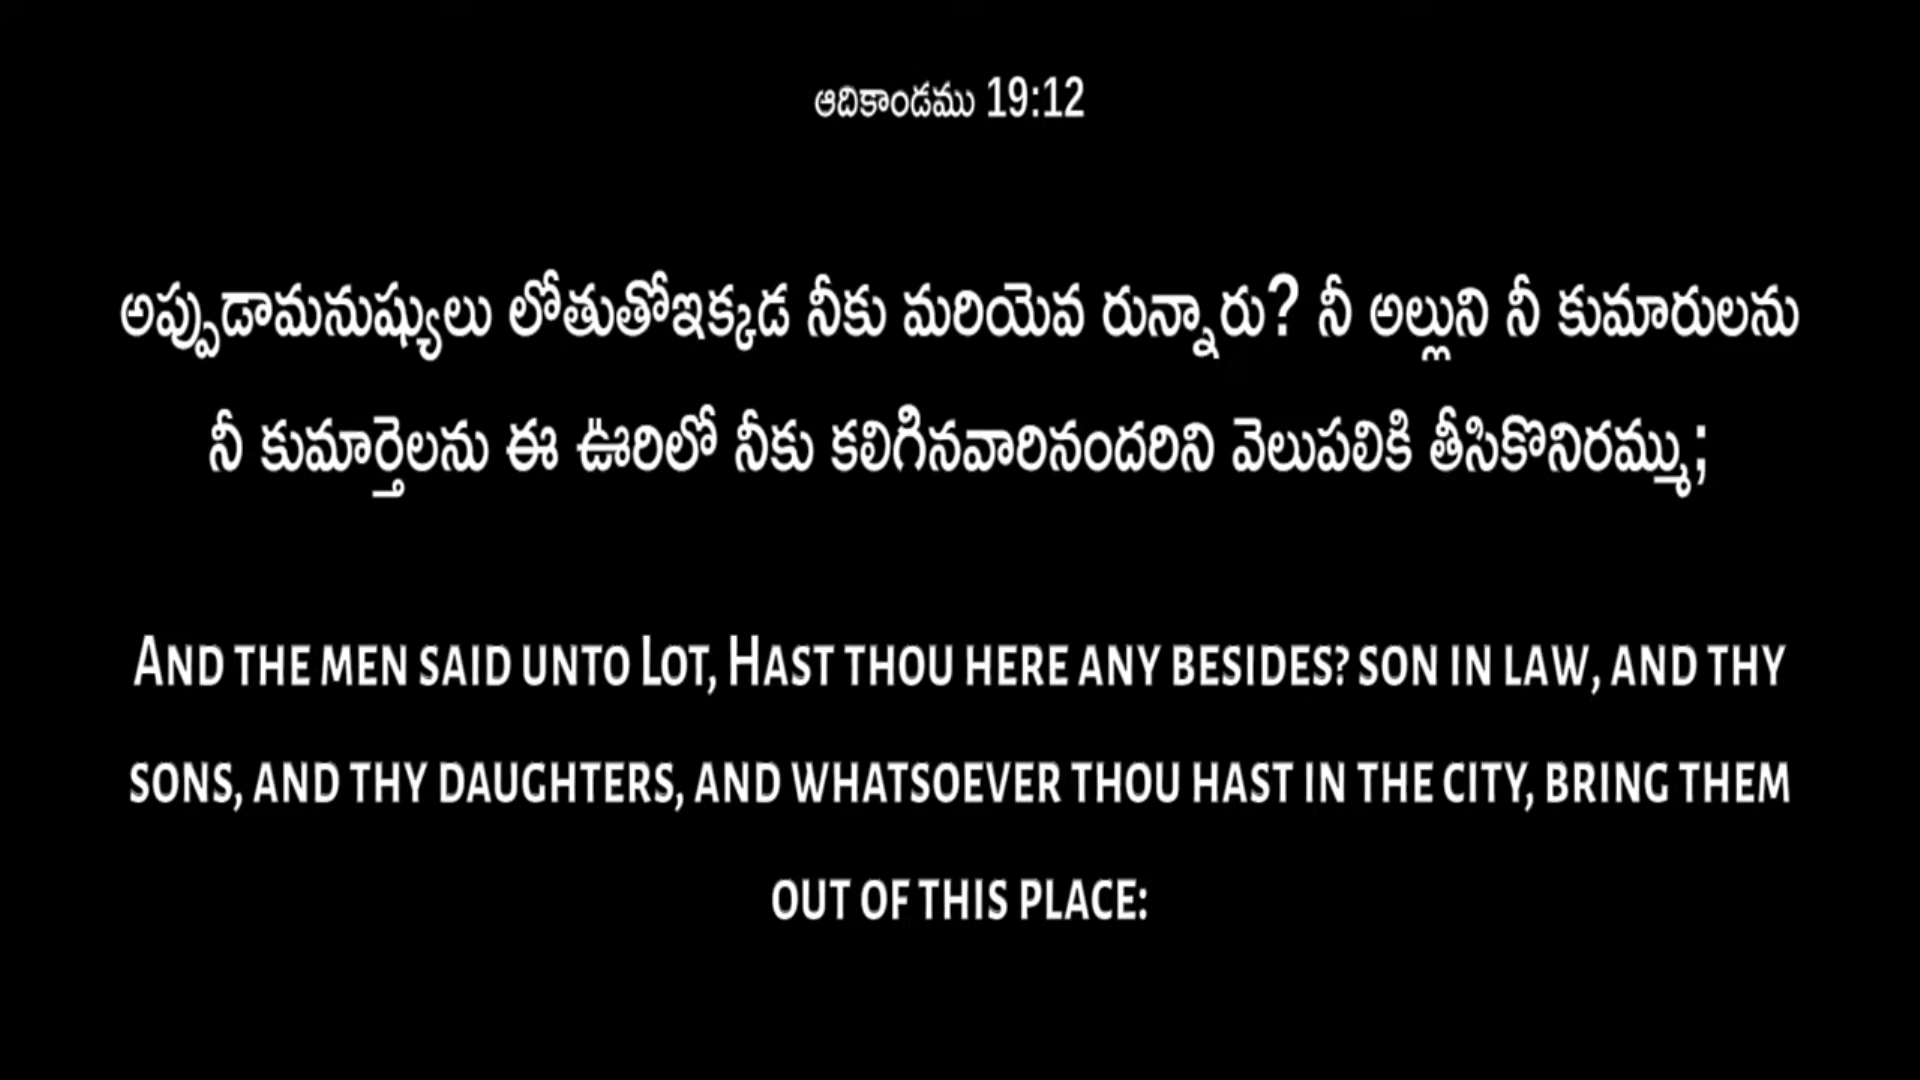 ఆదికాండము 19:12
అప్పుడామనుష్యులు లోతుతోఇక్కడ నీకు మరియెవ రున్నారు? నీ అల్లుని నీ కుమారులను
నీ కుమార్తెలను ఈ ఊరిలో నీకు కలిగినవారినందరిని వెలుపలికి తీసికొనిరమ్ము;
And the men said unto Lot, Hast thou here any besides? son in law, and thy
sons, and thy daughters, and whatsoever thou hast in the city, bring them
out of this place: